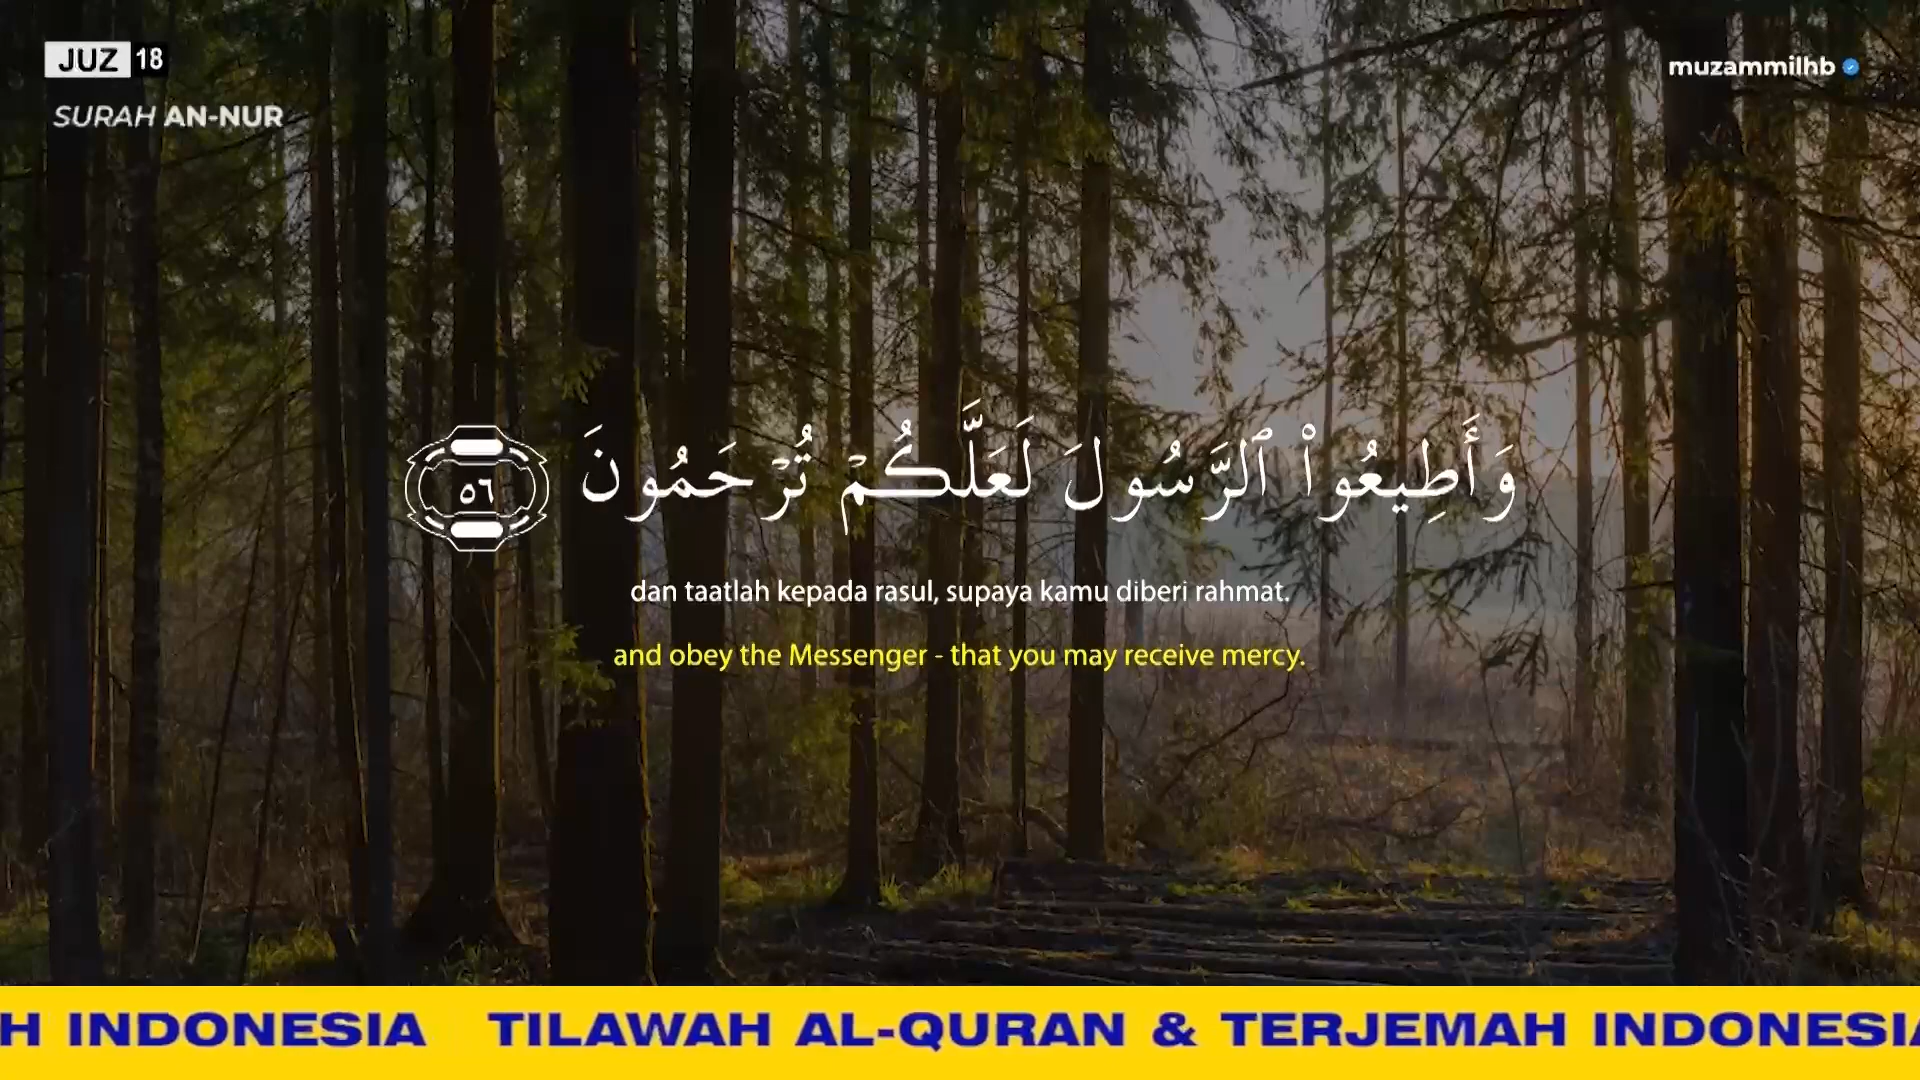 JUZ 18
muzammilhb
SURAH AN-NUR
وَأَطِيعُوا۟ ٱلرَّسُولَ لَعَلَّكُمْ تُرْحَمُونَ ٥٦
dan taatlah kepada rasul, supaya kamu diberi rahmat.
and obey the Messenger - that you may receive mercy.
H INDONESIA TILAWAH AL-QURAN & TERJEMAH INDONESIA